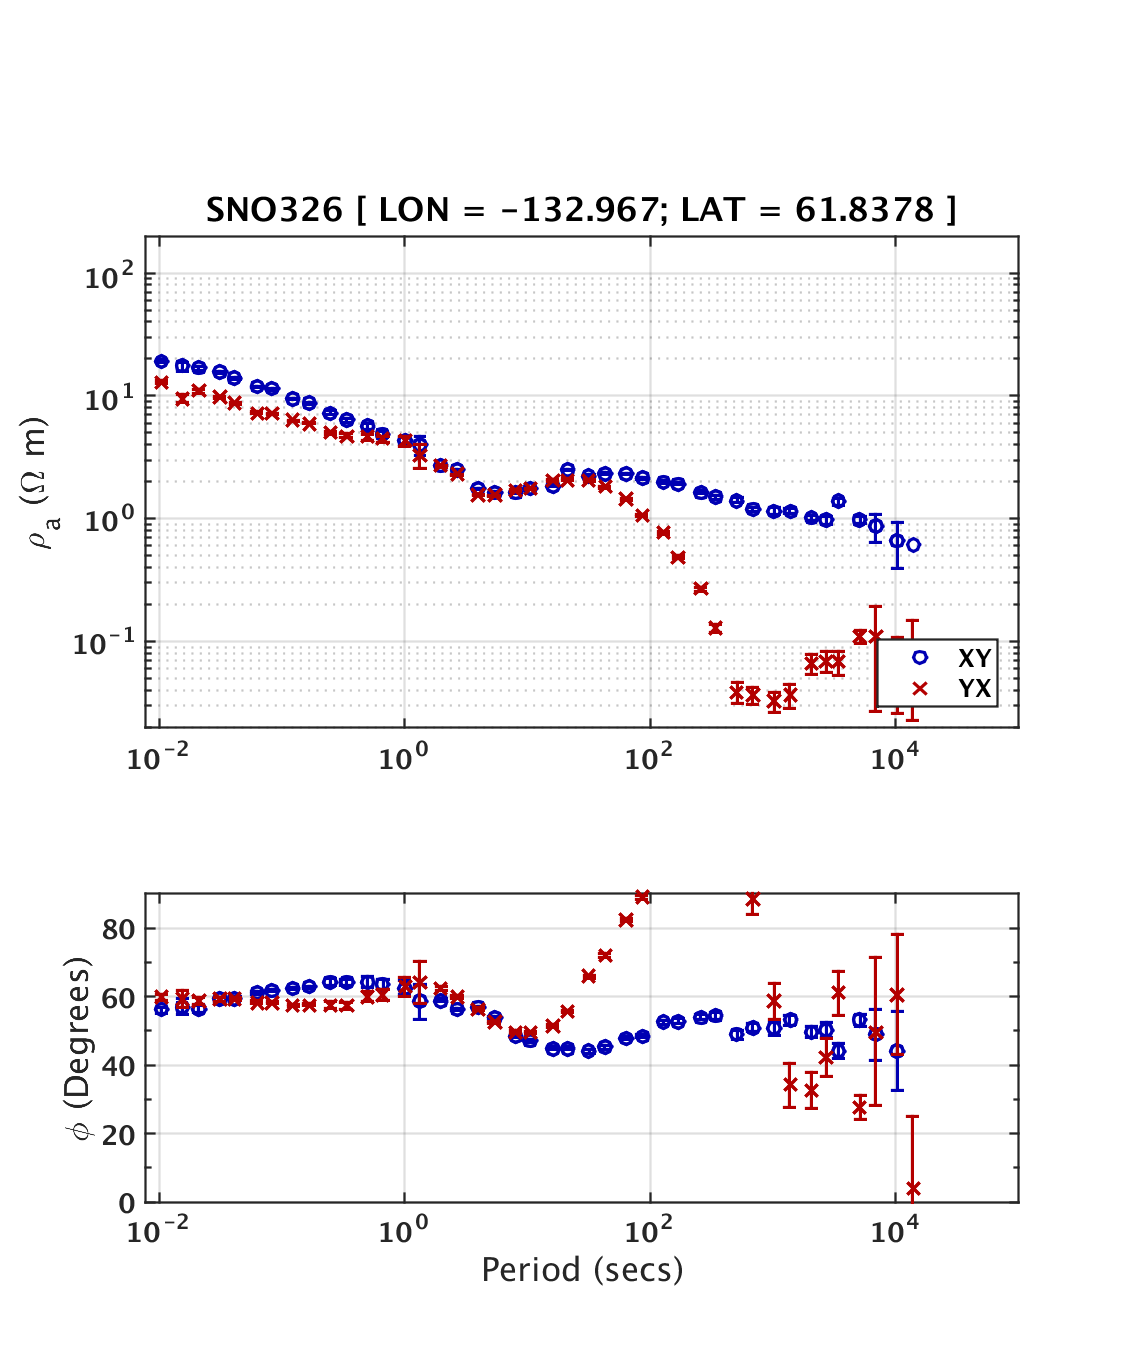 SNO326 [ LON = -132.967; LAT = 61.8378 ]
10²
10¹
10⁰
10⁻¹
ρₐ (Ω m)
XY
YX
10⁻² 10⁰ 10² 10⁴
80
60
40
20
0
ϕ (Degrees)
10⁻² 10⁰ 10² 10⁴
Period (secs)